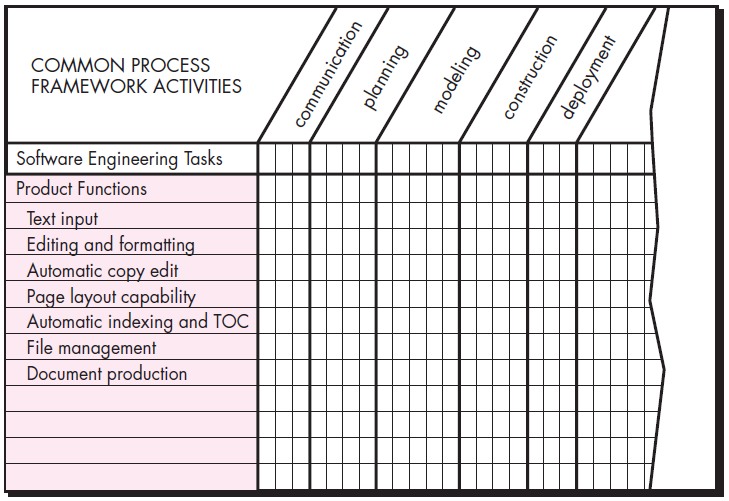 COMMON PROCESS
FRAMEWORK ACTIVITIES
communication
planning
modeling
construction
deployment
Software Engineering Tasks
Product Functions
Text input
Editing and formatting
Automatic copy edit
Page layout capability
Automatic indexing and TOC
File management
Document production